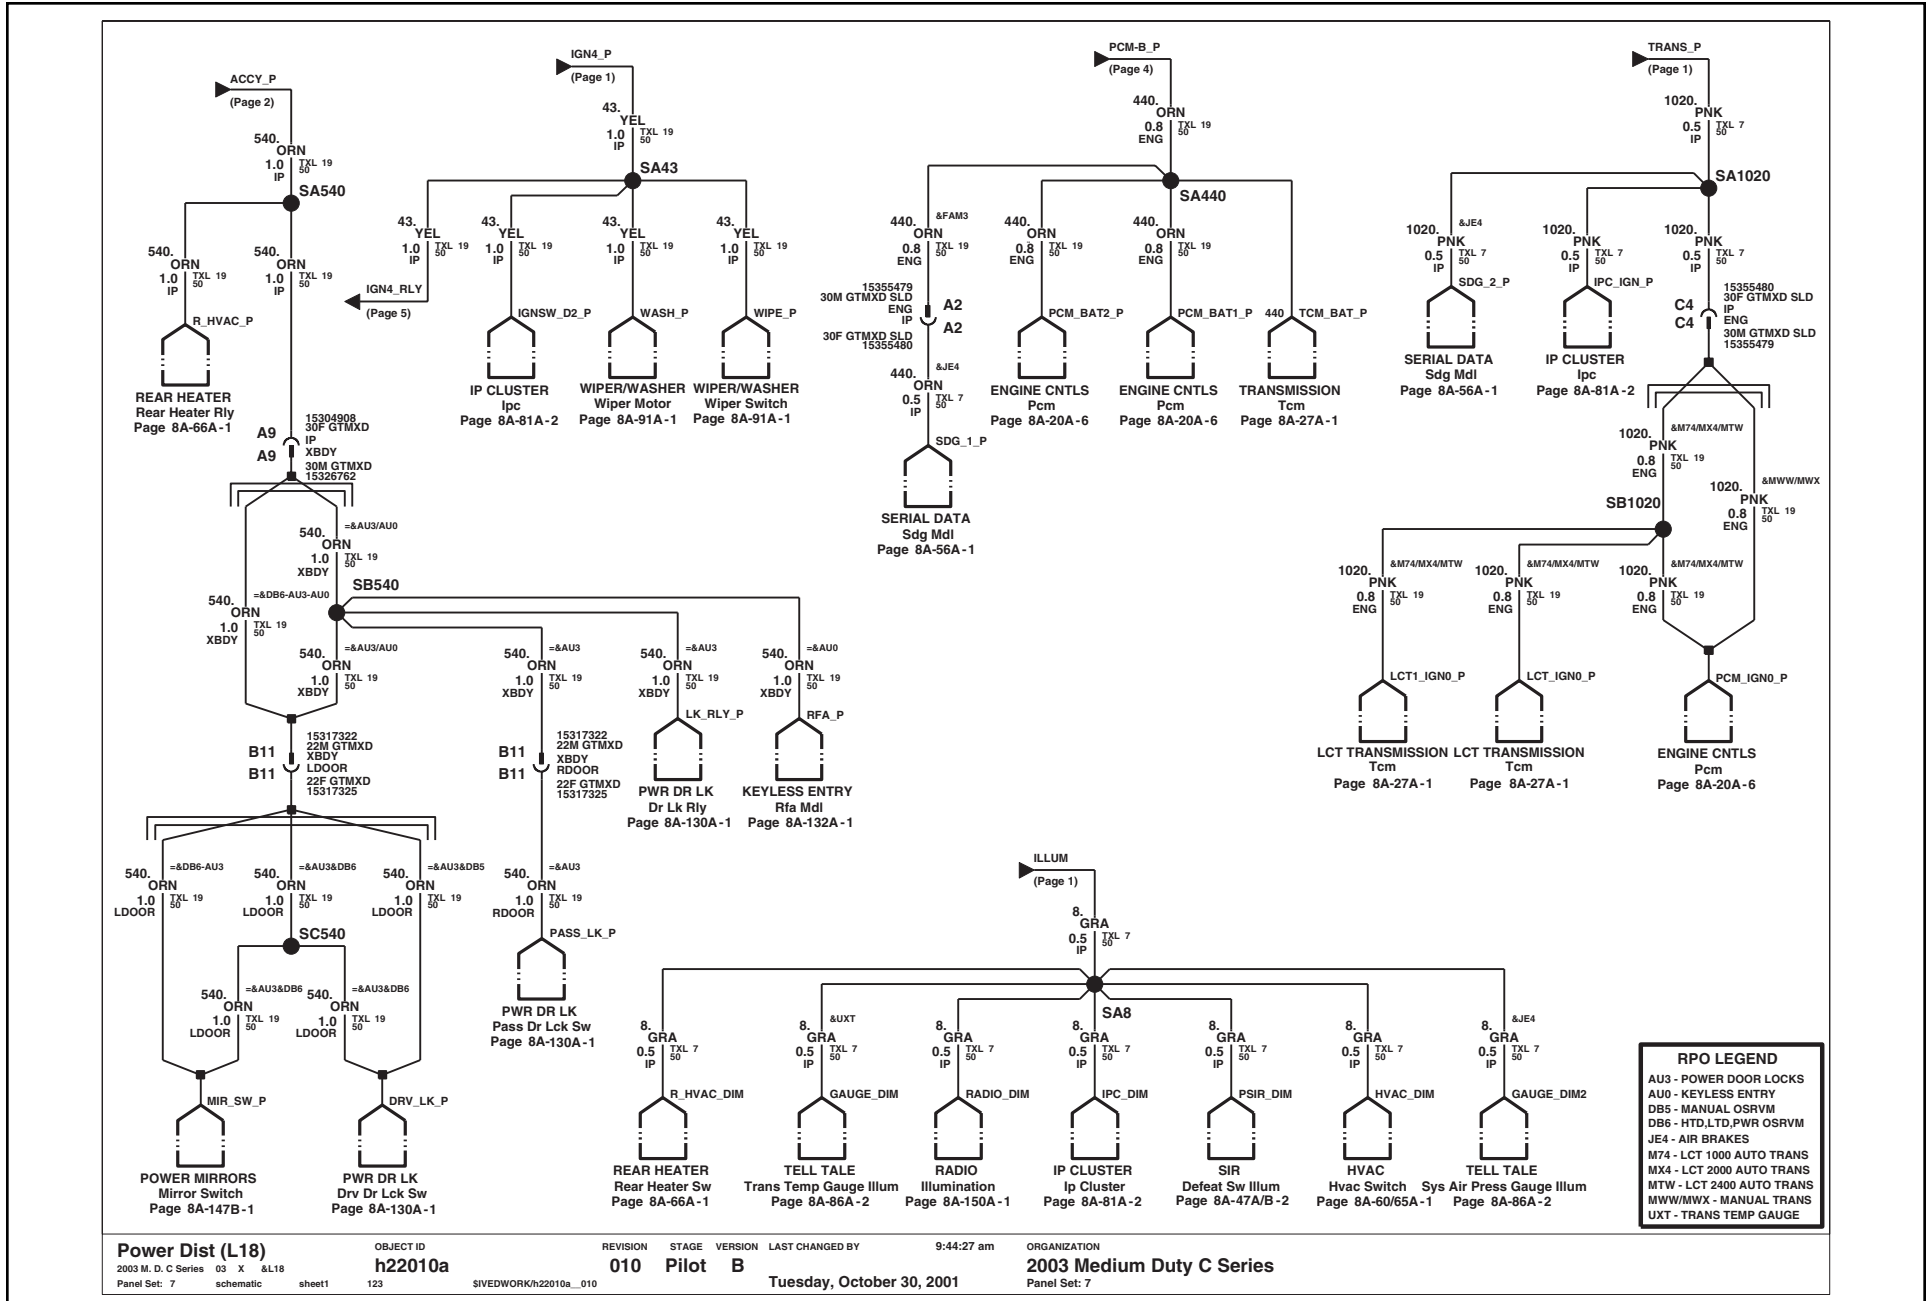 ACCY_P
(Page 2)
540.
ORN
1.0
IP
TXL 19
50
SA540
540.
ORN
1.0
IP
TXL 19
50
R_HVAC_P
REAR HEATER
Rear Heater Rly
Page 8A-66A-1
540.
ORN
1.0
IP
TXL 19
50
A9
A9
15304908
30F GTMXD
IP
XBDY
30M GTMXD
15326762
=&AU3/AU0
540.
ORN
1.0
XBDY
TXL 19
50
SB540
=&DB6-AU3-AU0
540.
ORN
1.0
XBDY
TXL 19
50
=&AU3/AU0
540.
ORN
1.0
XBDY
TXL 19
50
B11
B11
15317322
22M GTMXD
XBDY
LDOOR
22F GTMXD
15317325
=&AU3
540.
ORN
1.0
XBDY
TXL 19
50
B11
B11
15317322
22M GTMXD
XBDY
RDOOR
22F GTMXD
15317325
=&AU3
540.
ORN
1.0
XBDY
TXL 19
50
LK_RLY_P
PWR DR LK
Dr Lk Rly
Page 8A-130A-1
=&AU0
540.
ORN
1.0
XBDY
TXL 19
50
RFA_P
KEYLESS ENTRY
Rfa Mdl
Page 8A-132A-1
=&DB6-AU3
540.
ORN
1.0
LDOOR
TXL 19
50
=&AU3&DB6
540.
ORN
1.0
LDOOR
TXL 19
50
=&AU3&DB5
540.
ORN
1.0
LDOOR
TXL 19
50
=&AU3
540.
ORN
1.0
RDOOR
TXL 19
50
SC540
=&AU3&DB6
540.
ORN
1.0
LDOOR
TXL 19
50
=&AU3&DB6
540.
ORN
1.0
LDOOR
TXL 19
50
PASS_LK_P
PWR DR LK
Pass Dr Lck Sw
Page 8A-130A-1
MIR_SW_P
POWER MIRRORS
Mirror Switch
Page 8A-147B-1
DRV_LK_P
PWR DR LK
Drv Dr Lck Sw
Page 8A-130A-1
IGN4_P
(Page 1)
43.
YEL
1.0
IP
TXL 19
50
SA43
43.
YEL
1.0
IP
TXL 19
50
IGN4_RLY
(Page 5)
43.
YEL
1.0
IP
TXL 19
50
IGNSW_D2_P
IP CLUSTER
Ipc
Page 8A-81A-2
43.
YEL
1.0
IP
TXL 19
50
WASH_P
WIPER/WASHER
Wiper Motor
Page 8A-91A-1
43.
YEL
1.0
IP
TXL 19
50
WIPE_P
WIPER/WASHER
Wiper Switch
Page 8A-91A-1
PCM-B_P
(Page 4)
440.
ORN
0.8
ENG
TXL 19
50
SA440
&FAM3
440.
ORN
0.8
ENG
TXL 19
50
15355479
30M GTMXD SLD
ENG
IP
30F GTMXD SLD
15355480
A2
A2
&JE4
440.
ORN
0.5
IP
TXL 7
50
SDG_1_P
SERIAL DATA
Sdg Mdl
Page 8A-56A-1
440.
ORN
0.8
ENG
TXL 19
50
PCM_BAT2_P
ENGINE CNTLS
Pcm
Page 8A-20A-6
440.
ORN
0.8
ENG
TXL 19
50
PCM_BAT1_P
ENGINE CNTLS
Pcm
Page 8A-20A-6
440
TCM_BAT_P
TRANSMISSION
Tcm
Page 8A-27A-1
TRANS_P
(Page 1)
1020.
PNK
0.5
IP
TXL 7
50
SA1020
&JE4
1020.
PNK
0.5
IP
TXL 7
50
SDG_2_P
SERIAL DATA
Sdg Mdl
Page 8A-56A-1
1020.
PNK
0.5
IP
TXL 7
50
IPC_IGN_P
IP CLUSTER
Ipc
Page 8A-81A-2
1020.
PNK
0.5
IP
TXL 7
50
C4
C4
15355480
30F GTMXD SLD
IP
ENG
30M GTMXD SLD
15355479
&M74/MX4/MTW
1020.
PNK
0.8
ENG
TXL 19
50
&MWW/MWX
1020.
PNK
0.8
ENG
TXL 19
50
SB1020
&M74/MX4/MTW
1020.
PNK
0.8
ENG
TXL 19
50
LCT1_IGN0_P
LCT TRANSMISSION
Tcm
Page 8A-27A-1
&M74/MX4/MTW
1020.
PNK
0.8
ENG
TXL 19
50
LCT_IGN0_P
LCT TRANSMISSION
Tcm
Page 8A-27A-1
&M74/MX4/MTW
1020.
PNK
0.8
ENG
TXL 19
50
PCM_IGN0_P
ENGINE CNTLS
Pcm
Page 8A-20A-6
ILLUM
(Page 1)
8.
GRA
0.5
IP
TXL 7
50
SA8
8.
GRA
0.5
IP
TXL 7
50
R_HVAC_DIM
REAR HEATER
Rear Heater Sw
Page 8A-66A-1
&UXT
8.
GRA
0.5
IP
TXL 7
50
GAUGE_DIM
TELL TALE
Trans Temp Gauge Illum
Page 8A-86A-2
8.
GRA
0.5
IP
TXL 7
50
RADIO_DIM
RADIO
Illumination
Page 8A-150A-1
8.
GRA
0.5
IP
TXL 7
50
IPC_DIM
IP CLUSTER
Ip Cluster
Page 8A-81A-2
8.
GRA
0.5
IP
TXL 7
50
PSIR_DIM
SIR
Defeat Sw Illum
Page 8A-47A/B-2
8.
GRA
0.5
IP
TXL 7
50
HVAC_DIM
HVAC
Hvac Switch
Page 8A-60/65A-1
&JE4
8.
GRA
0.5
IP
TXL 7
50
GAUGE_DIM2
TELL TALE
Sys Air Press Gauge Illum
Page 8A-86A-2
RPO LEGEND
AU3 - POWER DOOR LOCKS
AU0 - KEYLESS ENTRY
DB5 - MANUAL OSRVM
DB6 - HTD,LTD,PWR OSRVM
JE4 - AIR BRAKES
M74 - LCT 1000 AUTO TRANS
MX4 - LCT 2000 AUTO TRANS
MTW - LCT 2400 AUTO TRANS
MWW/MWX - MANUAL TRANS
UXT - TRANS TEMP GAUGE
Power Dist (L18)
2003 M. D. C Series 03 X &L18
Panel Set: 7 schematic sheet1 123
OBJECT ID
h22010a
$IVEDWORK/h22010a__010
REVISION STAGE VERSION LAST CHANGED BY 9:44:27 am
010 Pilot B
Tuesday, October 30, 2001
ORGANIZATION
2003 Medium Duty C Series
Panel Set: 7